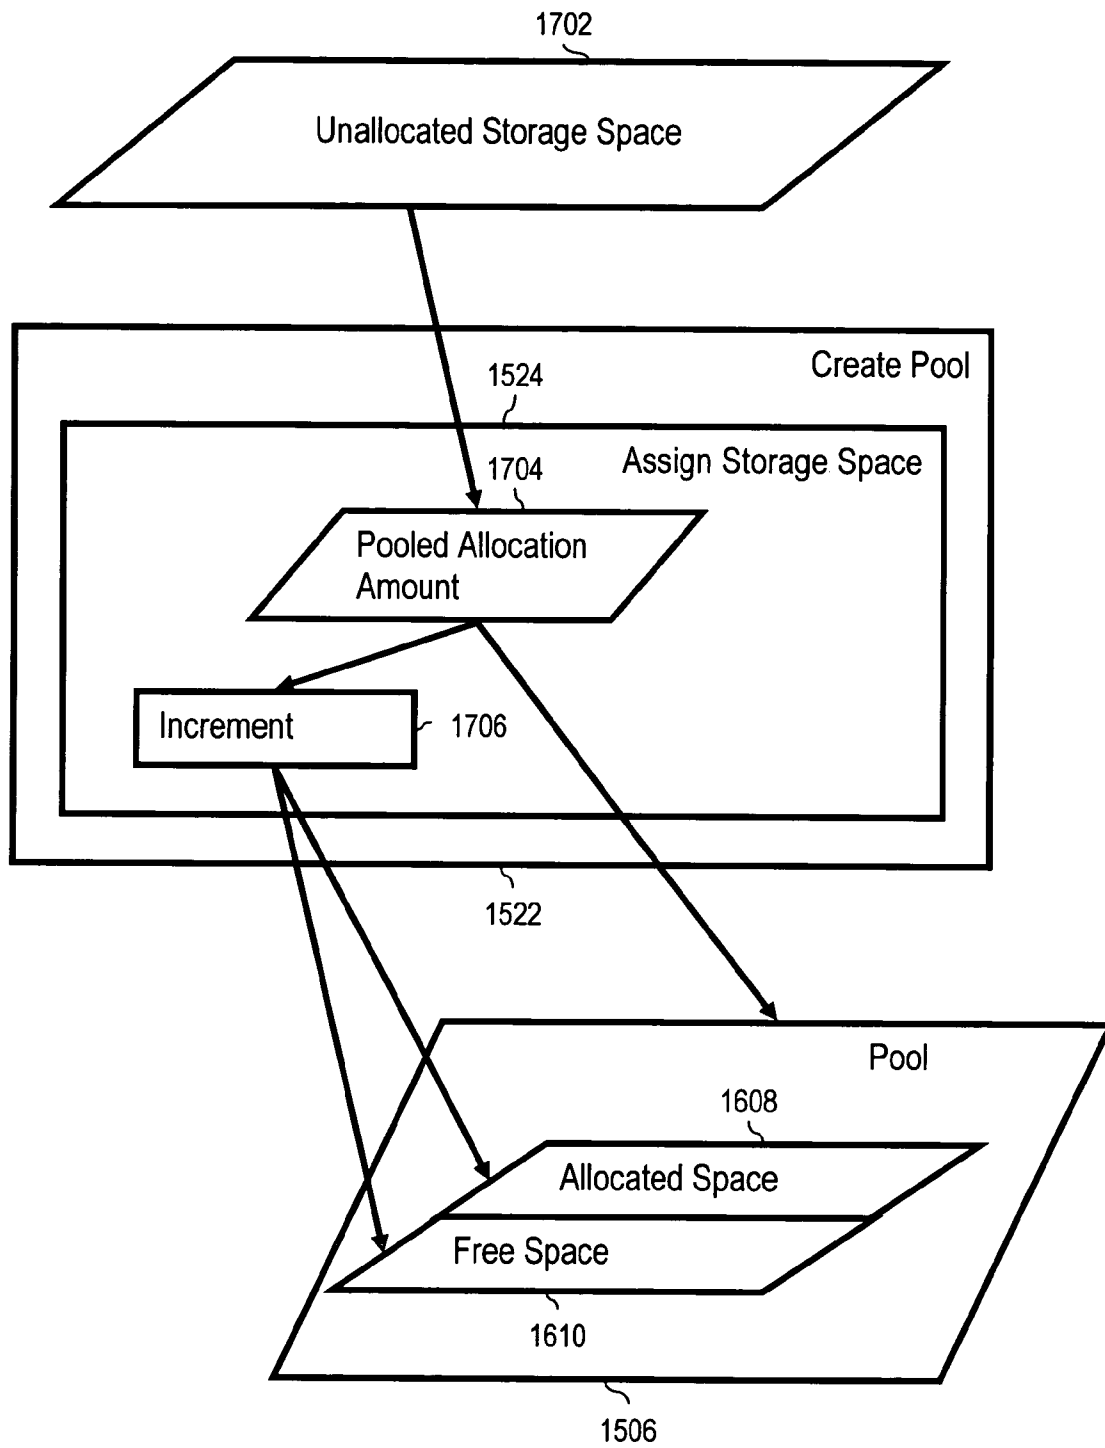 1702
Unallocated Storage Space
Create Pool
1524
Assign Storage Space
1704
Pooled Allocation
Amount
Increment
1706
1522
Pool
1608
Allocated Space
Free Space
1610
1506